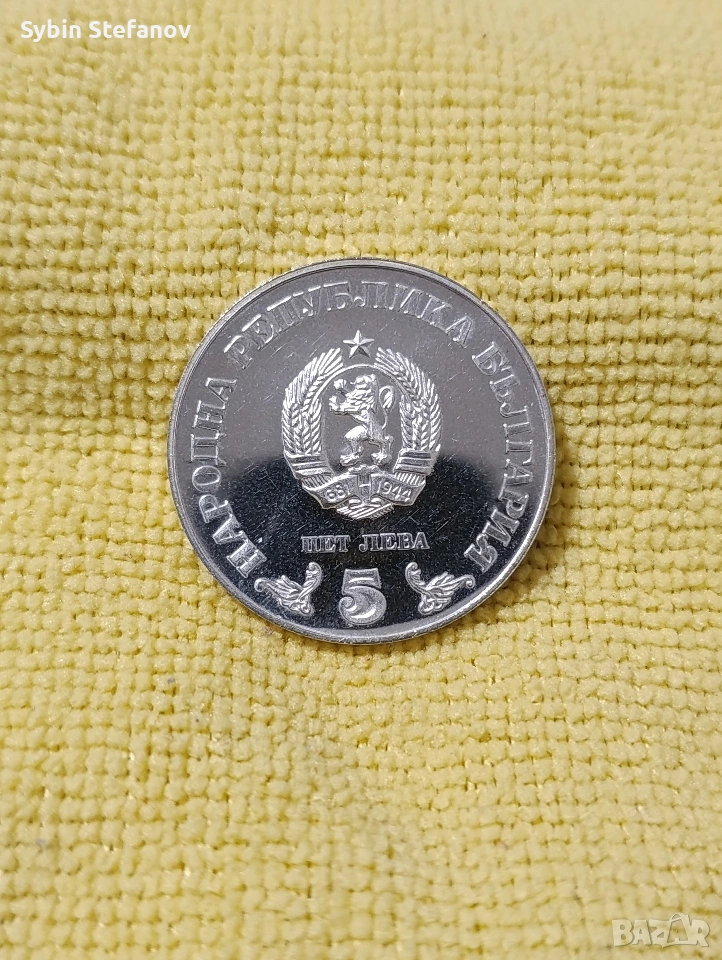 Sybin Stefanov
НАРОДНА РЕПУБЛИКА БЪЛГАРИЯ
681 1944
ПЕТ ЛЕВА
5
BAZAR